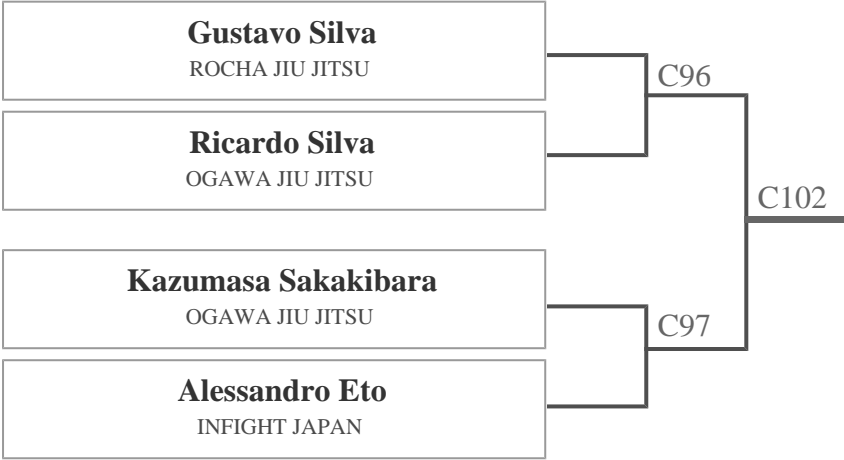 Gustavo Silva
ROCHA JIU JITSU
C96
Ricardo Silva
OGAWA JIU JITSU
C102
Kazumasa Sakakibara
OGAWA JIU JITSU
C97
Alessandro Eto
INFIGHT JAPAN